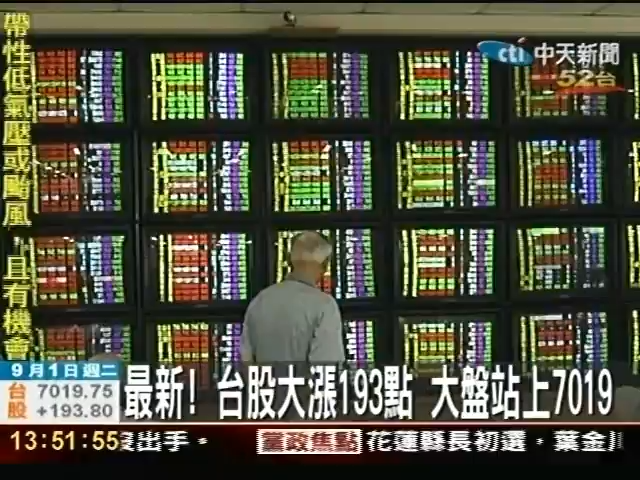 cti 中天新聞
52台
帶性低氣壓或颱風，且有機會
9月1日週二
台股 7019.75 +193.80
最新！ 台股大漲193點 大盤站上7019
13:51:55 出手。 黨政焦點 花蓮縣長初選，葉金川